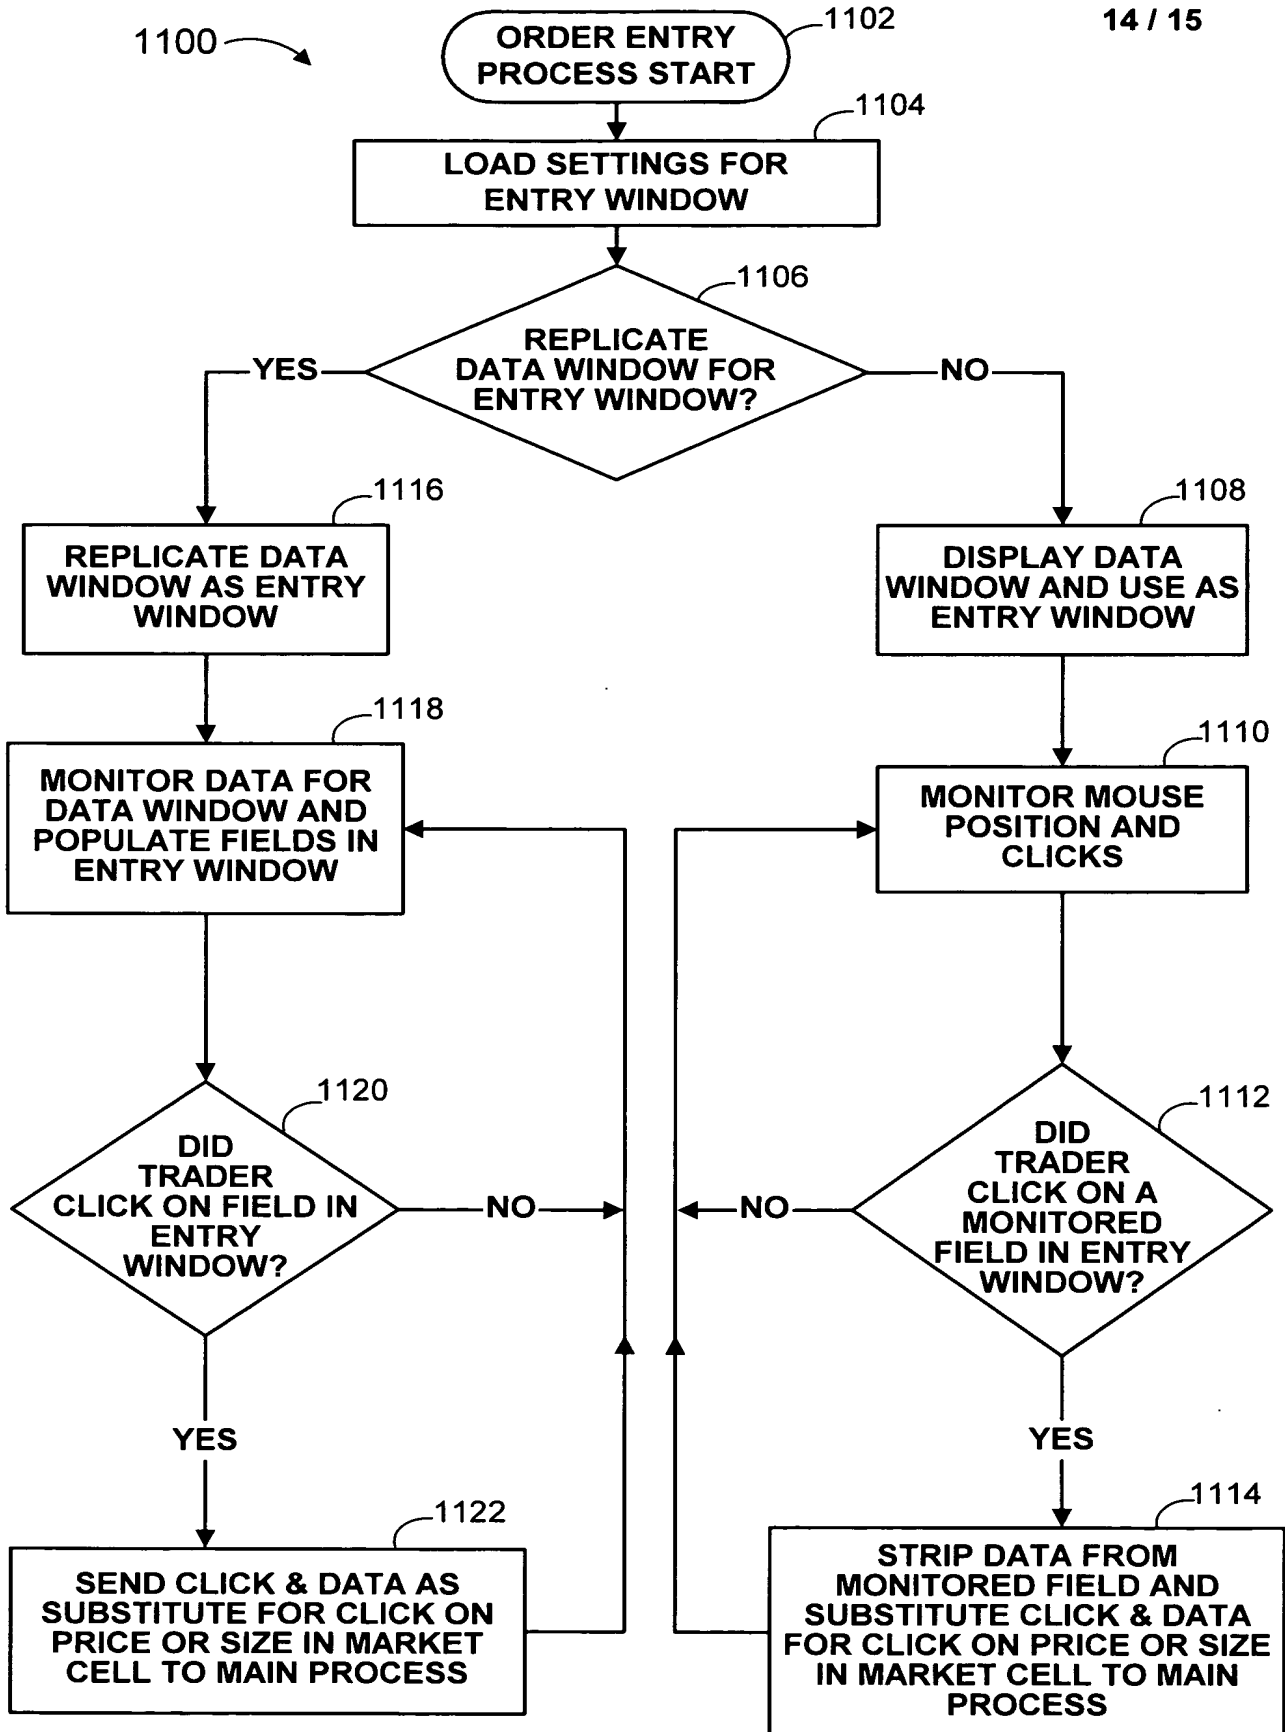 14 / 15
1100
1102
ORDER ENTRY
PROCESS START
1104
LOAD SETTINGS FOR
ENTRY WINDOW
1106
REPLICATE
DATA WINDOW FOR
ENTRY WINDOW?
YES
NO
1116
REPLICATE DATA
WINDOW AS ENTRY
WINDOW
1108
DISPLAY DATA
WINDOW AND USE AS
ENTRY WINDOW
1118
MONITOR DATA FOR
DATA WINDOW AND
POPULATE FIELDS IN
ENTRY WINDOW
1110
MONITOR MOUSE
POSITION AND
CLICKS
1120
DID
TRADER
CLICK ON FIELD IN
ENTRY
WINDOW?
NO
1112
DID
TRADER
CLICK ON A
MONITORED
FIELD IN ENTRY
WINDOW?
NO
YES
YES
1122
SEND CLICK & DATA AS
SUBSTITUTE FOR CLICK ON
PRICE OR SIZE IN MARKET
CELL TO MAIN PROCESS
1114
STRIP DATA FROM
MONITORED FIELD AND
SUBSTITUTE CLICK & DATA
FOR CLICK ON PRICE OR SIZE
IN MARKET CELL TO MAIN
PROCESS